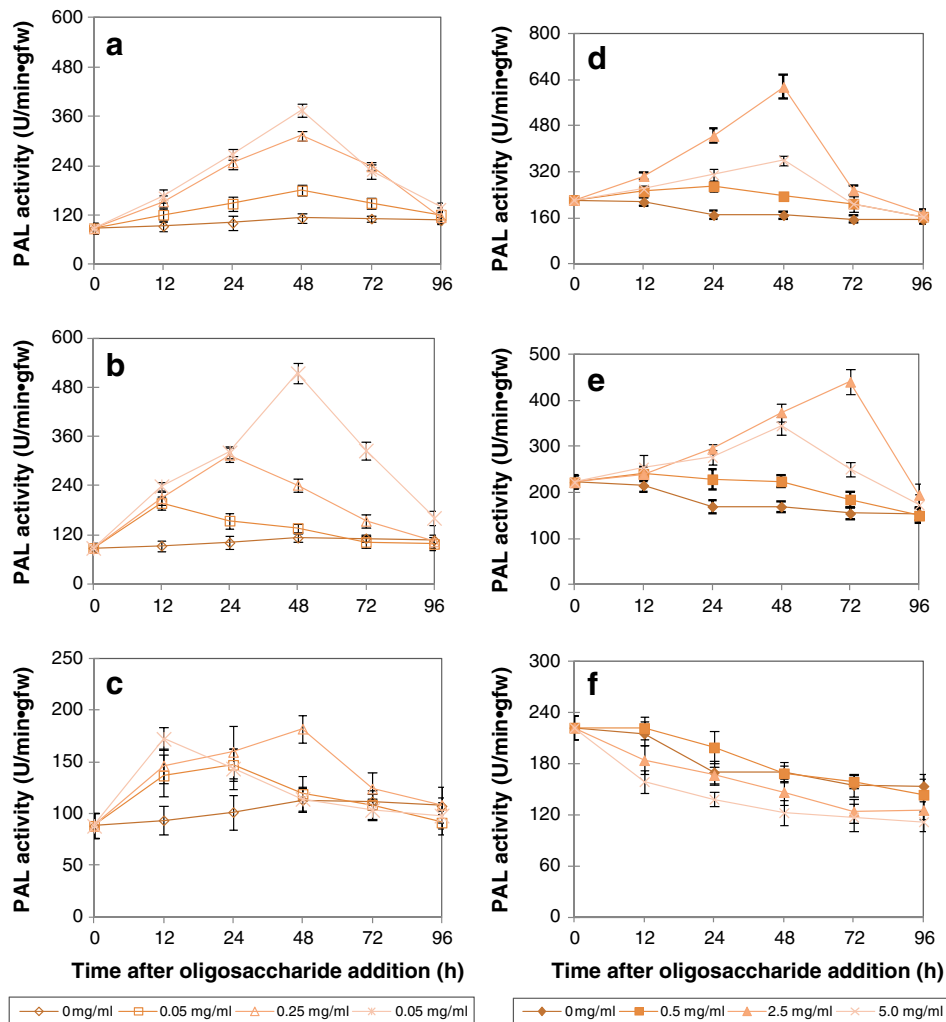 a
PAL activity (U/min•gfw)
600
480
360
240
120
0
0 12 24 48 72 96
d
PAL activity (U/min•gfw)
800
640
480
320
160
0
0 12 24 48 72 96
b
PAL activity (U/min•gfw)
600
480
360
240
120
0
0 12 24 48 72 96
e
PAL activity (U/min•gfw)
500
400
300
200
100
0
0 12 24 48 72 96
c
PAL activity (U/min•gfw)
250
200
150
100
50
0
0 12 24 48 72 96
Time after oligosaccharide addition (h)
f
PAL activity (U/min•gfw)
300
240
180
120
60
0
0 12 24 48 72 96
Time after oligosaccharide addition (h)
0 mg/ml 0.05 mg/ml 0.25 mg/ml 0.05 mg/ml
0 mg/ml 0.5 mg/ml 2.5 mg/ml 5.0 mg/ml